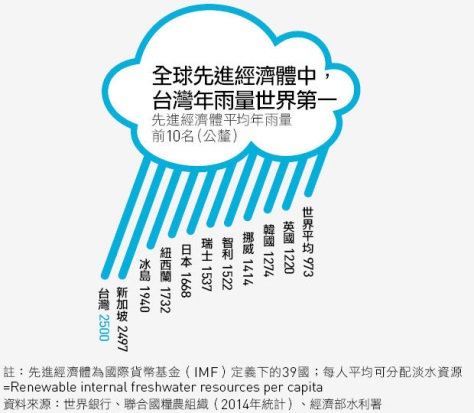 全球先進經濟體中，
台灣年雨量世界第一
先進經濟體平均年雨量
前10名（公釐）
台灣 2500
新加坡 2497
冰島 1940
紐西蘭 1732
日本 1668
瑞士 1537
智利 1522
挪威 1414
韓國 1274
英國 1220
世界平均 973
註：先進經濟體為國際貨幣基金（IMF）定義下的39國；每人平均可分配淡水資源
=Renewable internal freshwater resources per capita
資料來源：世界銀行、聯合國糧農組織（2014年統計）、經濟部水利署